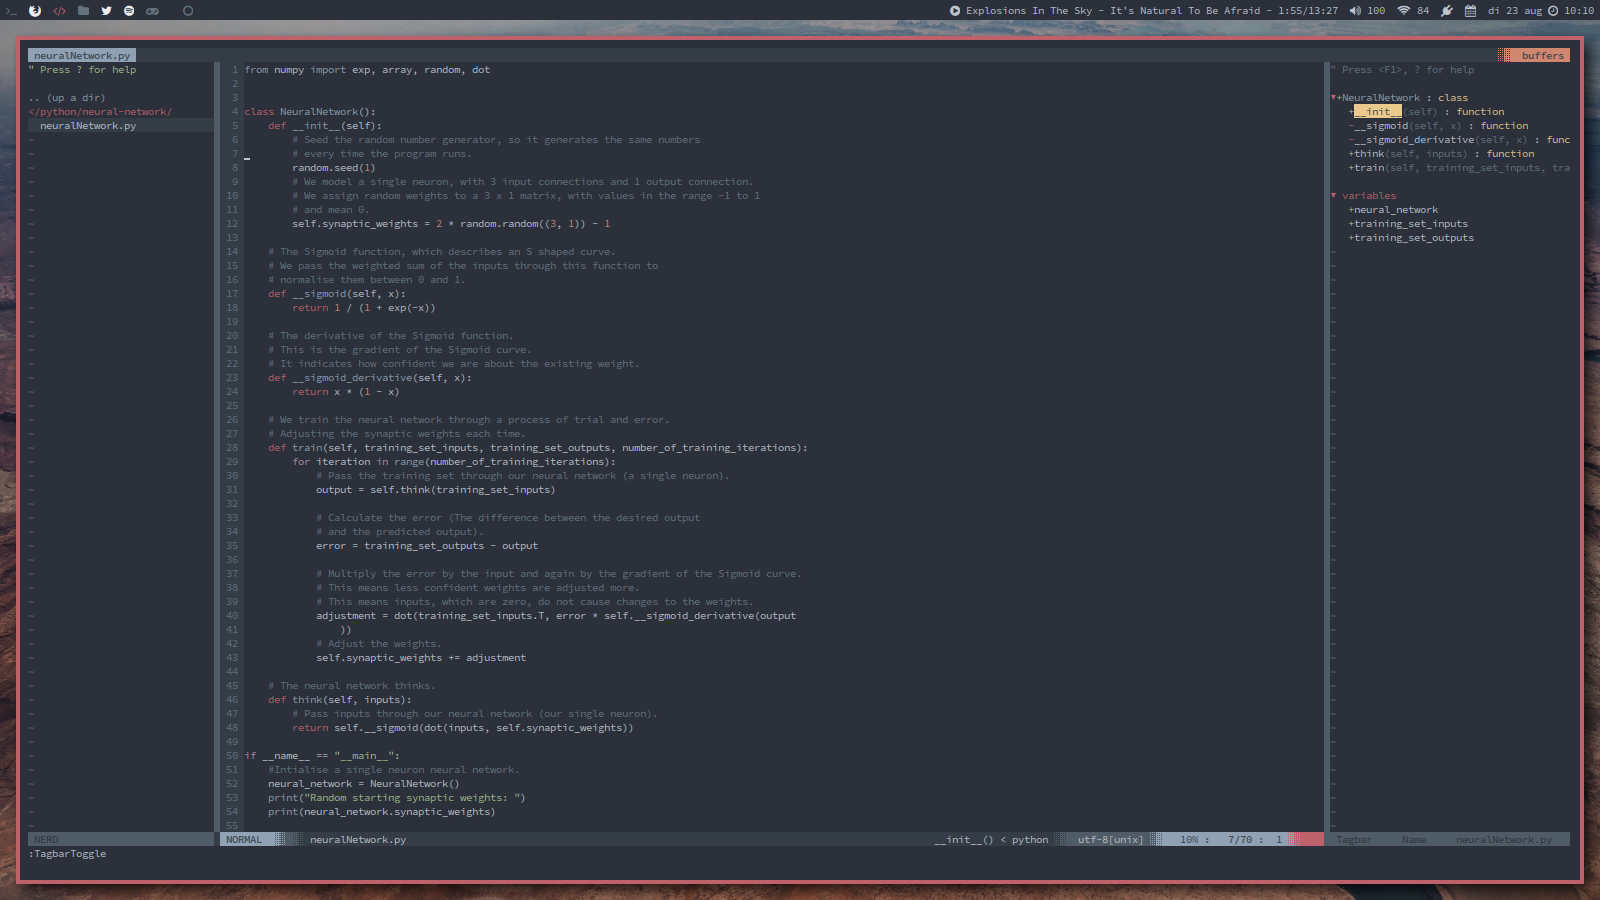 >_ </> Explosions In The Sky - It's Natural To Be Afraid - 1:55/13:27 100 84 di 23 aug 10:10
neuralNetwork.py buffers
" Press ? for help
.. (up a dir)
</python/neural-network/
neuralNetwork.py
1 from numpy import exp, array, random, dot
2
3
4 class NeuralNetwork():
5 def __init__(self):
6 # Seed the random number generator, so it generates the same numbers
7 # every time the program runs.
8 random.seed(1)
9 # We model a single neuron, with 3 input connections and 1 output connection.
10 # We assign random weights to a 3 x 1 matrix, with values in the range -1 to 1
11 # and mean 0.
12 self.synaptic_weights = 2 * random.random((3, 1)) - 1
13
14 # The Sigmoid function, which describes an S shaped curve.
15 # We pass the weighted sum of the inputs through this function to
16 # normalise them between 0 and 1.
17 def __sigmoid(self, x):
18 return 1 / (1 + exp(-x))
19
20 # The derivative of the Sigmoid function.
21 # This is the gradient of the Sigmoid curve.
22 # It indicates how confident we are about the existing weight.
23 def __sigmoid_derivative(self, x):
24 return x * (1 - x)
25
26 # We train the neural network through a process of trial and error.
27 # Adjusting the synaptic weights each time.
28 def train(self, training_set_inputs, training_set_outputs, number_of_training_iterations):
29 for iteration in range(number_of_training_iterations):
30 # Pass the training set through our neural network (a single neuron).
31 output = self.think(training_set_inputs)
32
33 # Calculate the error (The difference between the desired output
34 # and the predicted output).
35 error = training_set_outputs - output
36
37 # Multiply the error by the input and again by the gradient of the Sigmoid curve.
38 # This means less confident weights are adjusted more.
39 # This means inputs, which are zero, do not cause changes to the weights.
40 adjustment = dot(training_set_inputs.T, error * self.__sigmoid_derivative(output
41 ))
42 # Adjust the weights.
43 self.synaptic_weights += adjustment
44
45 # The neural network thinks.
46 def think(self, inputs):
47 # Pass inputs through our neural network (our single neuron).
48 return self.__sigmoid(dot(inputs, self.synaptic_weights))
49
50 if __name__ == "__main__":
51 #Intialise a single neuron neural network.
52 neural_network = NeuralNetwork()
53 print("Random starting synaptic weights: ")
54 print(neural_network.synaptic_weights)
55
" Press <F1>, ? for help
▼+NeuralNetwork : class
+__init__(self) : function
-__sigmoid(self, x) : function
-__sigmoid_derivative(self, x) : func
+think(self, inputs) : function
+train(self, training_set_inputs, tra
▼ variables
+neural_network
+training_set_inputs
+training_set_outputs
NERD NORMAL neuralNetwork.py __init__() < python utf-8[unix] 10% : 7/70 : 1 Tagbar Name neuralNetwork.py
:TagbarToggle